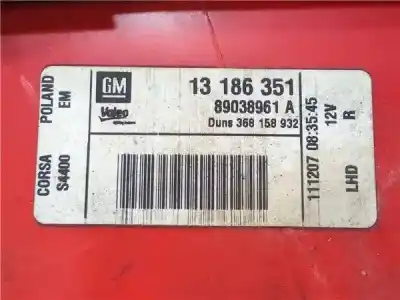 GM
13 186 351
Valeo
89038961 A
Duns 368 158 932
CORSA POLAND
S4400 EM
111207 08:35:45 12V
LHD R